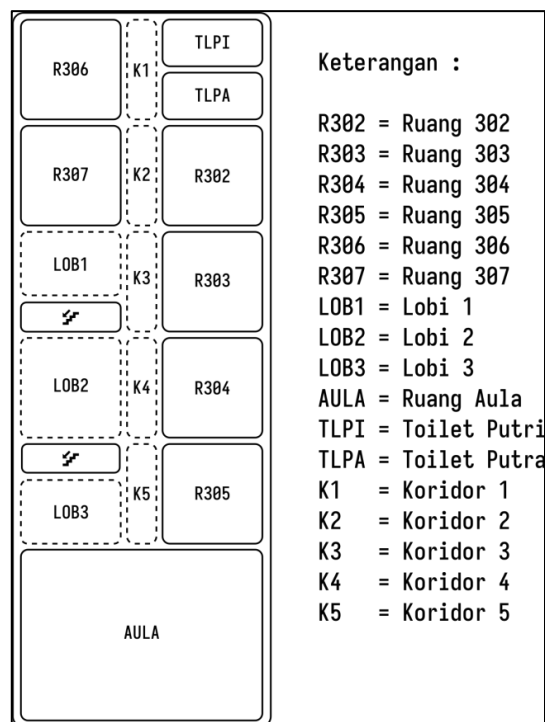 R306
K1
TLPI
TLPA
R307
K2
R302
LOB1
K3
R303
LOB2
K4
R304
LOB3
K5
R305
AULA
Keterangan :
R302 = Ruang 302
R303 = Ruang 303
R304 = Ruang 304
R305 = Ruang 305
R306 = Ruang 306
R307 = Ruang 307
LOB1 = Lobi 1
LOB2 = Lobi 2
LOB3 = Lobi 3
AULA = Ruang Aula
TLPI = Toilet Putri
TLPA = Toilet Putra
K1 = Koridor 1
K2 = Koridor 2
K3 = Koridor 3
K4 = Koridor 4
K5 = Koridor 5